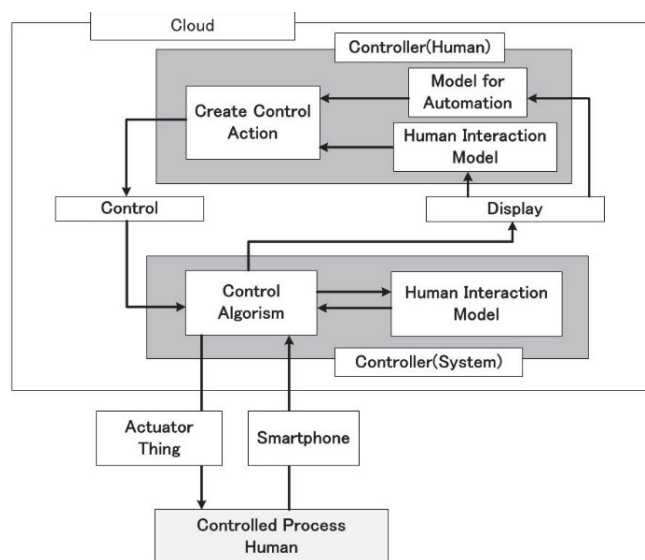 Cloud
Controller(Human)
Model for
Automation
Create Control
Action
Human Interaction
Model
Control
Display
Control
Algorism
Human Interaction
Model
Controller(System)
Actuator
Thing
Smartphone
Controlled Process
Human